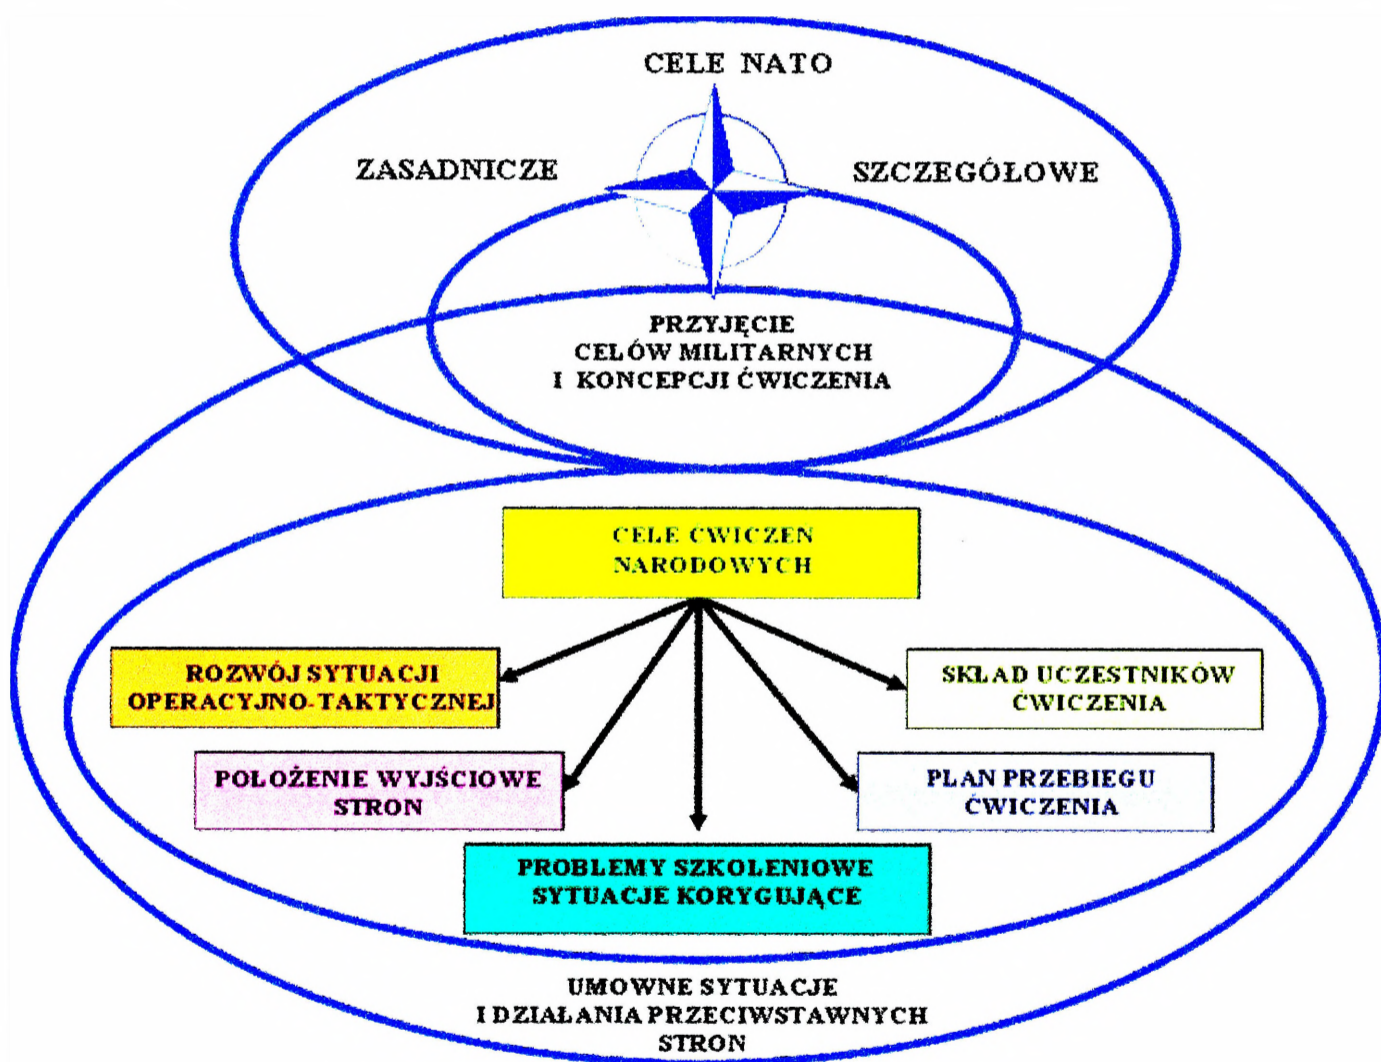 CELE NATO
ZASADNICZE
SZCZEGÓŁOWE
PRZYJĘCIE
CELÓW MILITARNYCH
I KONCEPCJI ĆWICZENIA
CELE ĆWICZEŃ
NARODOWYCH
ROZWÓJ SYTUACJI
OPERACYJNO-TAKTYCZNEJ
SKŁAD UCZESTNIKÓW
ĆWICZENIA
POŁOŻENIE WYJŚCIOWE
STRON
PLAN PRZEBIEGU
ĆWICZENIA
PROBLEMY SZKOLENIOWE
SYTUACJE KORYGUJĄCE
UMOWNE SYTUACJE
I DZIAŁANIA PRZECIWSTAWNYCH
STRON